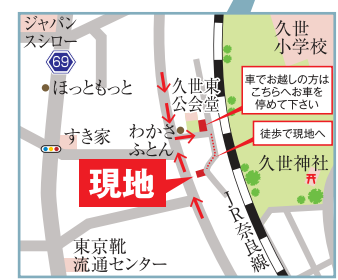 ジャパン
スシロー
69
ほっともっと
久世
小学校
久世東
公会堂
車でお越しの方は
こちらへお車を
停めて下さい
わかさ
ふとん
すき家
徒歩で現地へ
久世神社
現地
JR奈良線
東京靴
流通センター